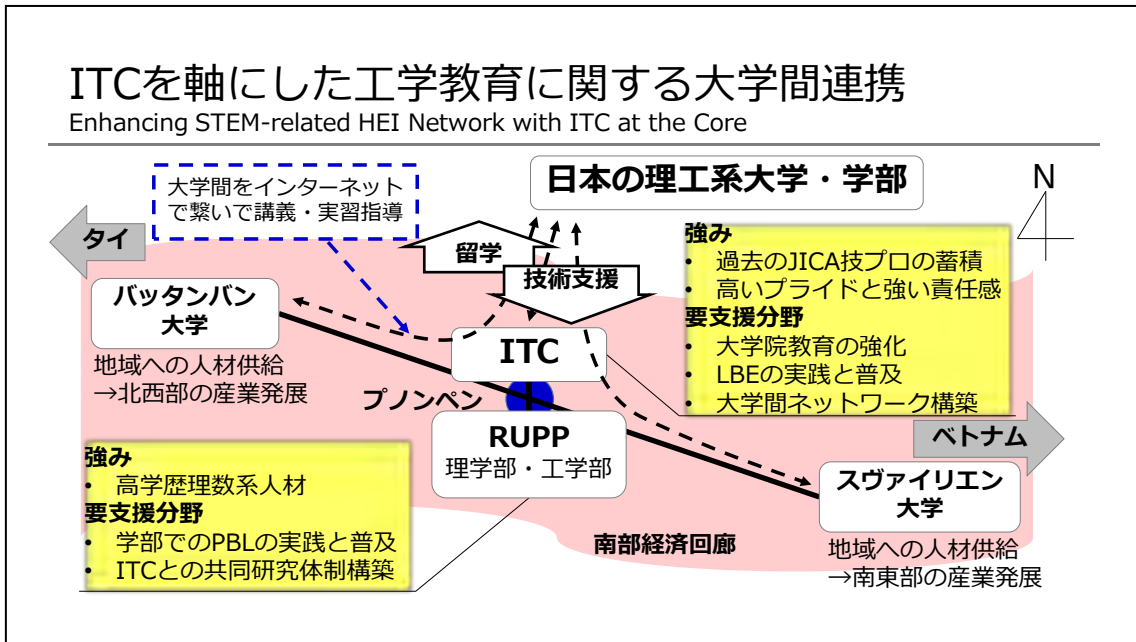 ITCを軸にした工学教育に関する大学間連携
Enhancing STEM-related HEI Network with ITC at the Core
大学間をインターネット
で繋いで講義・実習指導
日本の理工系大学・学部
N
タイ
留学
技術支援
強み
• 過去のJICA技プロの蓄積
• 高いプライドと強い責任感
要支援分野
• 大学院教育の強化
• LBEの実践と普及
• 大学間ネットワーク構築
バッタンバン
大学
地域への人材供給
→北西部の産業発展
ITC
プノンペン
RUPP
理学部・工学部
ベトナム
強み
• 高学歴理数系人材
要支援分野
• 学部でのPBLの実践と普及
• ITCとの共同研究体制構築
スヴァイリエン
大学
南部経済回廊
地域への人材供給
→南東部の産業発展